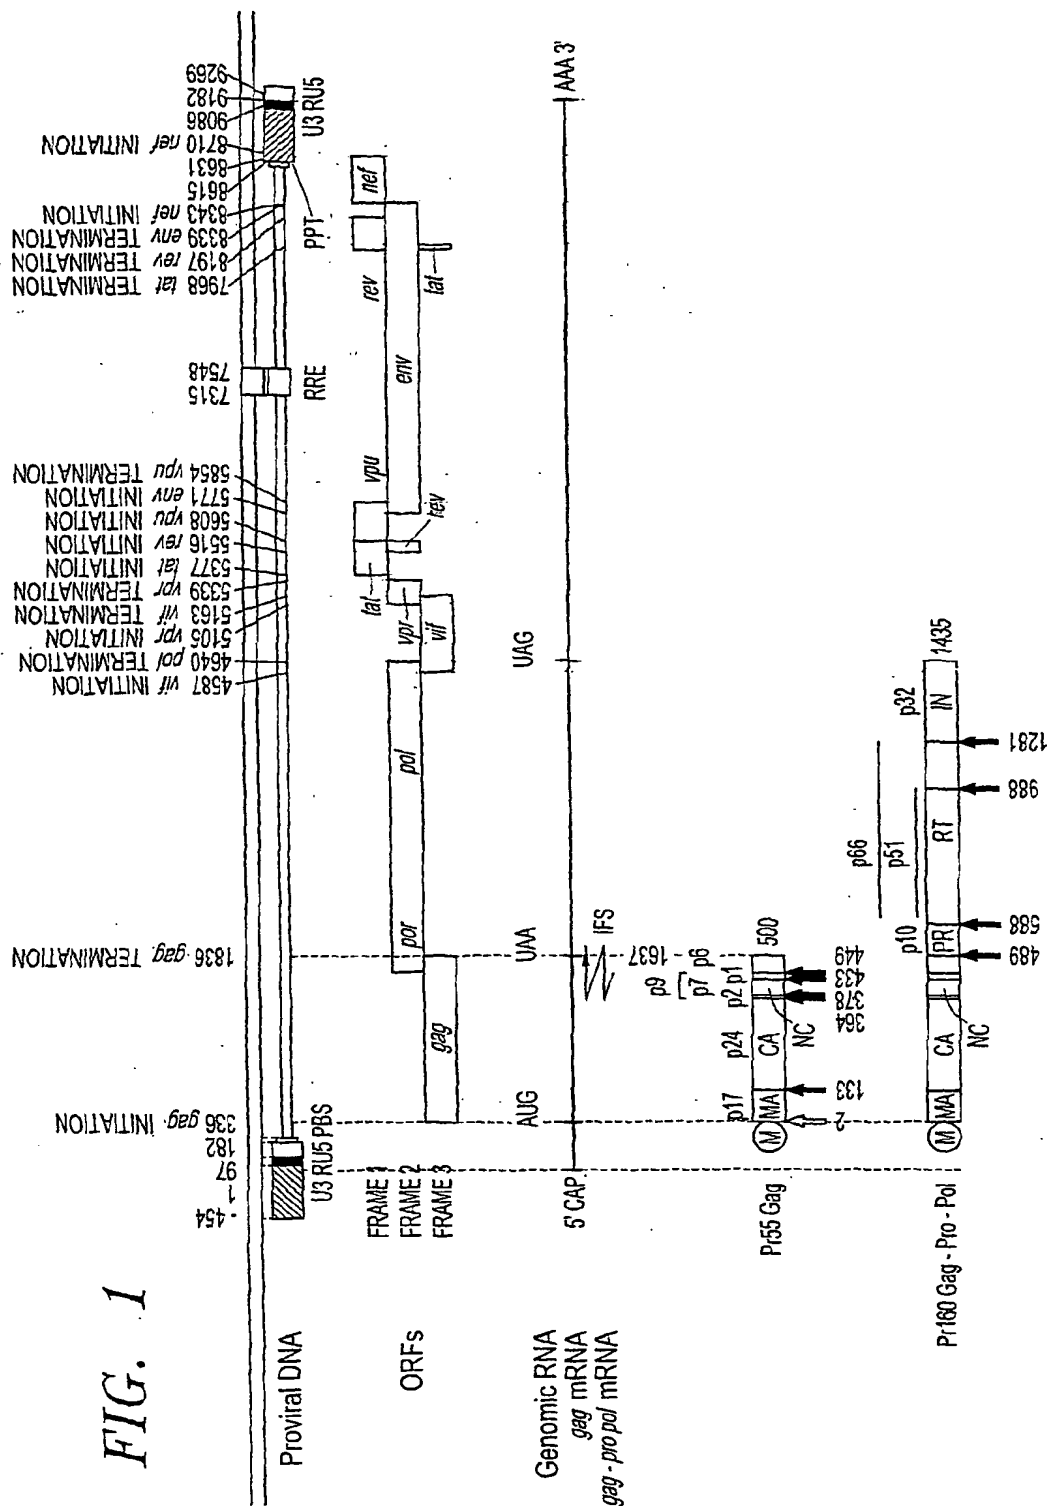 FIG. 1
Proviral DNA
-454
1
97
182
336 gag. INITIATION
1836 gag. TERMINATION
4587 vif INITIATION
4640 pol TERMINATION
5105 vpr INITIATION
5163 vif TERMINATION
5339 vpr TERMINATION
5377 tat INITIATION
5516 rev INITIATION
5608 vpu INITIATION
5771 env INITIATION
5854 vpu TERMINATION
7315
7548
7968 tat TERMINATION
8197 rev TERMINATION
8339 env TERMINATION
8343 nef INITIATION
8615
8631
8710 nef INITIATION
9086
9182
9269
U3 RU5 PBS
RRE
PPT
U3 RU5
ORFs
FRAME 1
FRAME 2
FRAME 3
tat
vpu
rev
nef
por
pol
vpr
rev
env
gag
vif
tat
Genomic RNA
gag mRNA
gag - pro pol mRNA
5' CAP
AUG
UAA
UAG
AAA 3'
IFS
1637
p9
p17
p24
p2
p7
p1
p6
Pr55 Gag
M
MA
CA
500
NC
2
133
364
378
433
449
p66
p51
p10
p32
Pr160 Gag - Pro - Pol
M
MA
CA
PR
RT
IN
1435
NC
489
588
988
1281